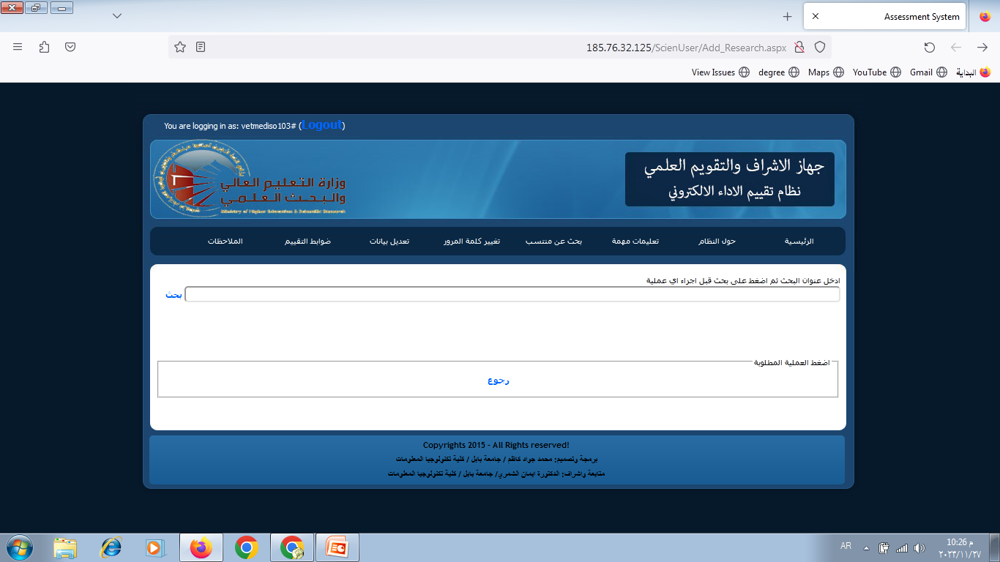 Assessment System
185.76.32.125/ScienUser/Add_Research.aspx
البداية
Gmail
YouTube
Maps
degree
View Issues
You are logging in as: vetmediso103# (Logout)
جهاز الاشراف والتقويم العلمي
نظام تقييم الاداء الالكتروني
وزارة التعليم العالي
والبحث العلمي
Ministry of Higher Education & Scientific Research
الرئيسية
حول النظام
تعليمات مهمة
بحث عن منتسب
تغيير كلمة المرور
تعديل بيانات
ضوابط التقييم
الملاحظات
ادخل عنوان البحث ثم اضغط على بحث قبل اجراء اي عملية
بحث
اضغط العملية المطلوبة
رجوع
Copyrights 2015 - All Rights reserved!
برمجة وتصميم: محمد جواد كاظم / جامعة بابل / كلية تكنولوجيا المعلومات
متابعة واشراف: الدكتورة ايمان الشمري/ جامعة بابل / كلية تكنولوجيا المعلومات
AR
10:26 م
٢٠٢٣/١١/٢٧